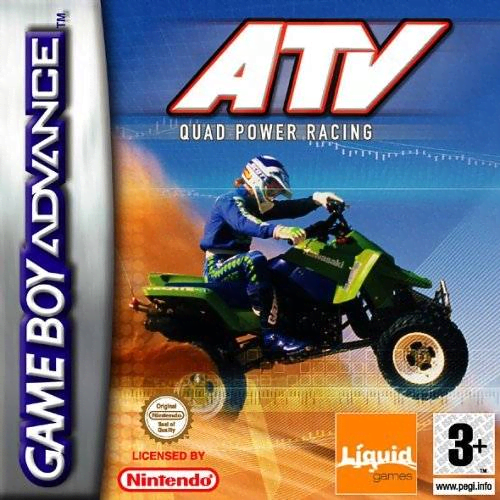 GAME BOY ADVANCE
ATV
QUAD POWER RACING
Kawasaki
Original
Nintendo
Seal of
Quality
LICENSED BY
Nintendo
Liquid
games
3+
TM
www.pegi.info